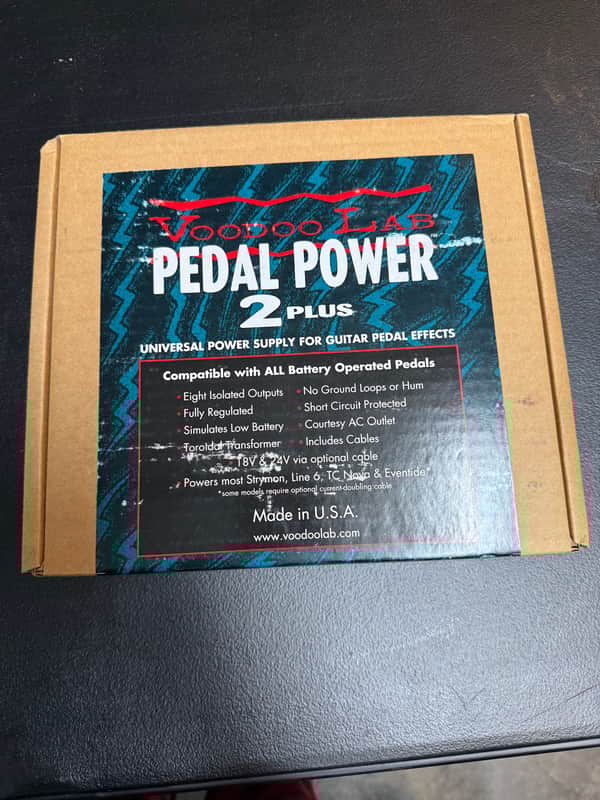 VOODOO LAB
PEDAL POWER™
2 PLUS
UNIVERSAL POWER SUPPLY FOR GUITAR PEDAL EFFECTS
Compatible with ALL Battery Operated Pedals
• Eight Isolated Outputs • No Ground Loops or Hum
• Fully Regulated • Short Circuit Protected
• Simulates Low Battery • Courtesy AC Outlet
• Toroidal Transformer • Includes Cables
18V & 24V via optional cable
• Powers most Strymon, Line 6, TC Nova & Eventide*
*some models require optional current-doubling cable
Made in U.S.A.
www.voodoolab.com